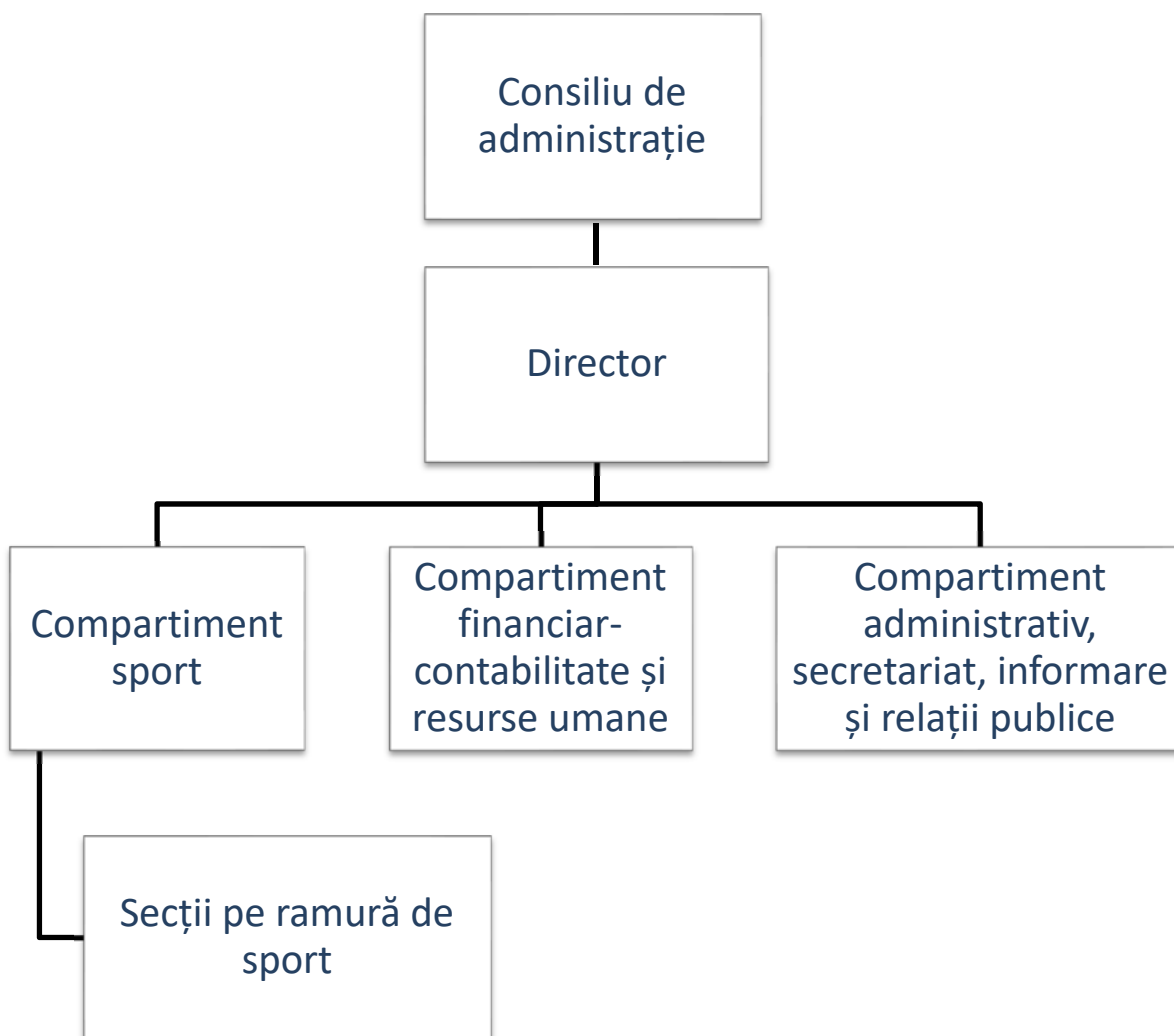 Consiliu de
administrație
Director
Compartiment
sport
Compartiment
financiar-
contabilitate și
resurse umane
Compartiment
administrativ,
secretariat, informare
și relații publice
Secții pe ramură de
sport